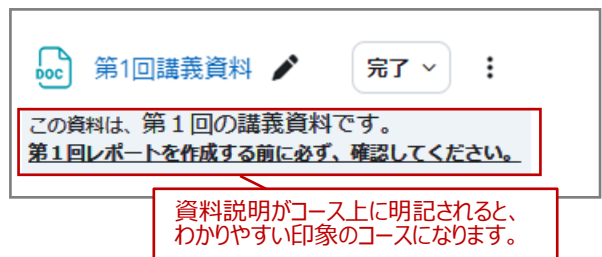 DOC 第1回講義資料 完了
この資料は、第１回の講義資料です。
第１回レポートを作成する前に必ず、確認してください。
資料説明がコース上に明記されると、
わかりやすい印象のコースになります。